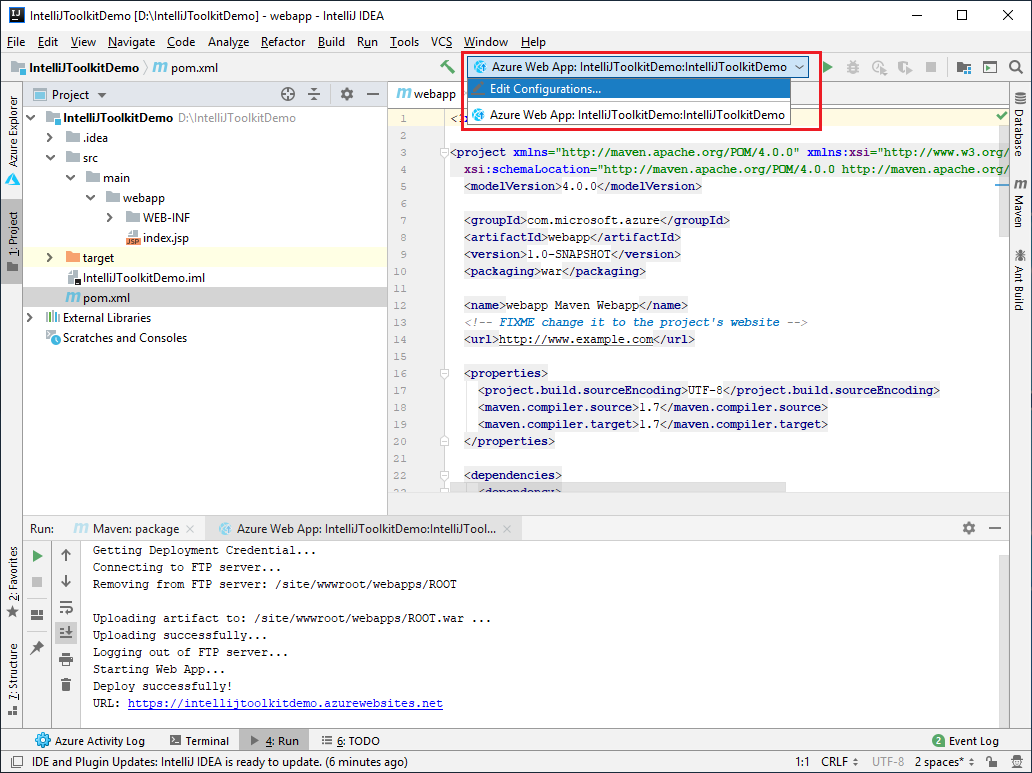 IntelliJToolkitDemo [D:\IntelliJToolkitDemo] - webapp - IntelliJ IDEA
File Edit View Navigate Code Analyze Refactor Build Run Tools VCS Window Help
IntelliJToolkitDemo pom.xml
Azure Web App: IntelliJToolkitDemo:IntelliJToolkitDemo
Edit Configurations...
Azure Web App: IntelliJToolkitDemo:IntelliJToolkitDemo
Azure Explorer
1: Project
2: Favorites
7: Structure
Project
IntelliJToolkitDemo D:\IntelliJToolkitDemo
.idea
src
main
webapp
WEB-INF
index.jsp
target
IntelliJToolkitDemo.iml
pom.xml
External Libraries
Scratches and Consoles
webapp
1 <
2
3 <project xmlns="http://maven.apache.org/POM/4.0.0" xmlns:xsi="http://www.w3.org/
4 xsi:schemaLocation="http://maven.apache.org/POM/4.0.0 http://maven.apache.org/
5 <modelVersion>4.0.0</modelVersion>
6
7 <groupId>com.microsoft.azure</groupId>
8 <artifactId>webapp</artifactId>
9 <version>1.0-SNAPSHOT</version>
10 <packaging>war</packaging>
11
12 <name>webapp Maven Webapp</name>
13 <!-- FIXME change it to the project's website -->
14 <url>http://www.example.com</url>
15
16 <properties>
17 <project.build.sourceEncoding>UTF-8</project.build.sourceEncoding>
18 <maven.compiler.source>1.7</maven.compiler.source>
19 <maven.compiler.target>1.7</maven.compiler.target>
20 </properties>
21
22 <dependencies>
23 <dependency>
Database
Maven
Ant Build
Run: Maven: package Azure Web App: IntelliJToolkitDemo:IntelliJTool...
Getting Deployment Credential...
Connecting to FTP server...
Removing from FTP server: /site/wwwroot/webapps/ROOT
Uploading artifact to: /site/wwwroot/webapps/ROOT.war ...
Uploading successfully...
Logging out of FTP server...
Starting Web App...
Deploy successfully!
URL: https://intellijtoolkitdemo.azurewebsites.net
Azure Activity Log Terminal 4: Run 6: TODO 2 Event Log
IDE and Plugin Updates: IntelliJ IDEA is ready to update. (6 minutes ago) 1:1 CRLF UTF-8 2 spaces*